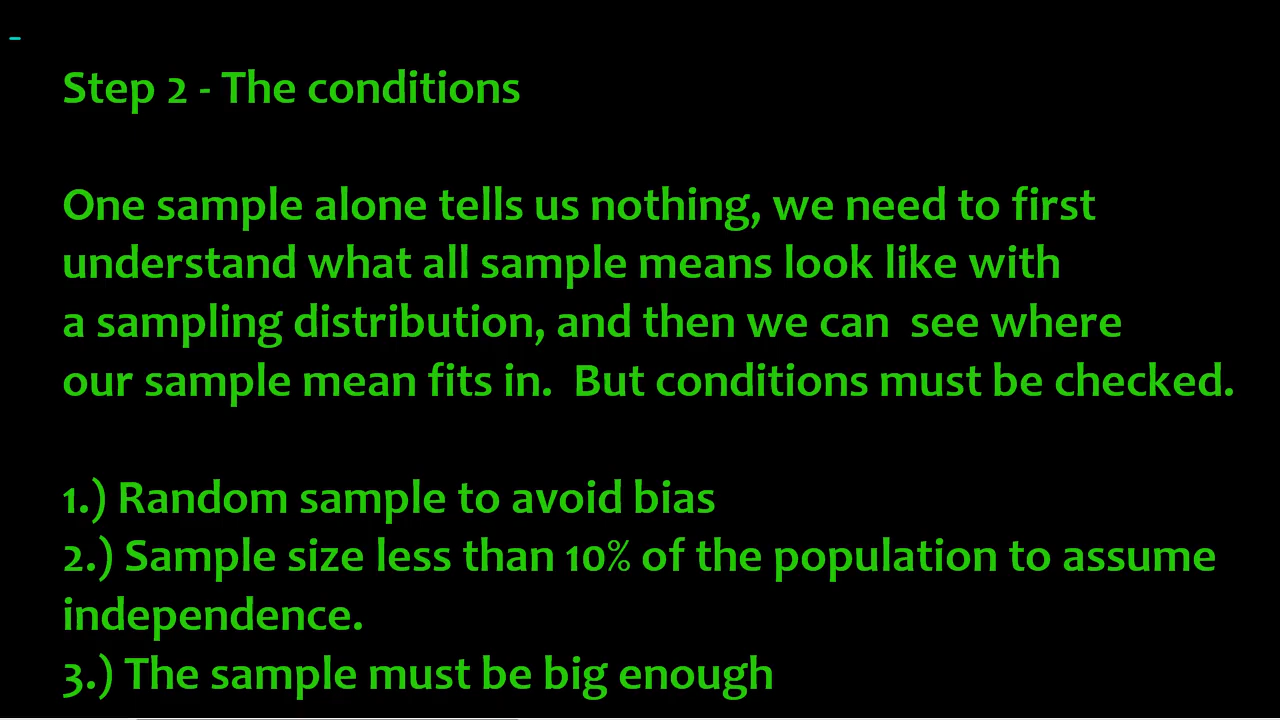 Step 2 - The conditions
One sample alone tells us nothing, we need to first
understand what all sample means look like with
a sampling distribution, and then we can  see where
our sample mean fits in.  But conditions must be checked.
1.) Random sample to avoid bias
2.) Sample size less than 10% of the population to assume
independence.
3.) The sample must be big enough